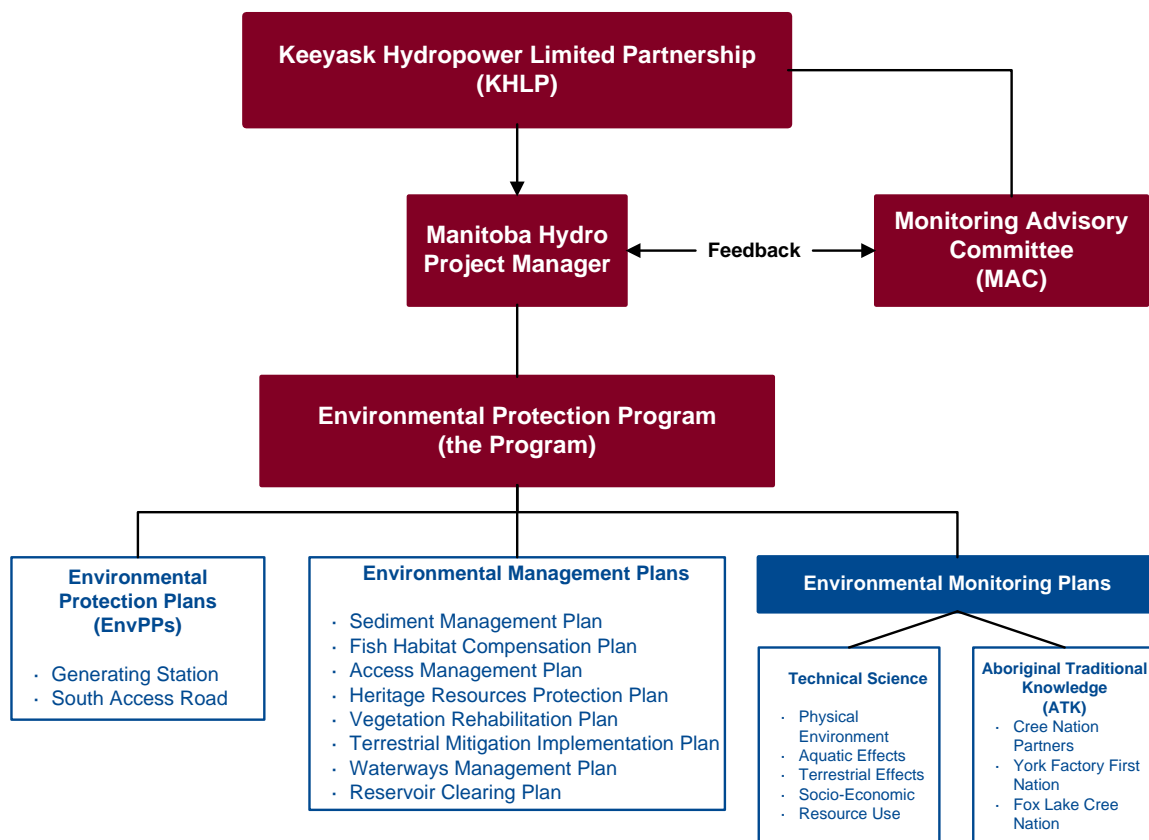 Keeyask Hydropower Limited Partnership
(KHLP)
Manitoba Hydro
Project Manager
Feedback
Monitoring Advisory
Committee
(MAC)
Environmental Protection Program
(the Program)
Environmental
Protection Plans
(EnvPPs)
· Generating Station
· South Access Road
Environmental Management Plans
· Sediment Management Plan
· Fish Habitat Compensation Plan
· Access Management Plan
· Heritage Resources Protection Plan
· Vegetation Rehabilitation Plan
· Terrestrial Mitigation Implementation Plan
· Waterways Management Plan
· Reservoir Clearing Plan
Environmental Monitoring Plans
Technical Science
· Physical
Environment
· Aquatic Effects
· Terrestrial Effects
· Socio-Economic
· Resource Use
Aboriginal Traditional
Knowledge
(ATK)
· Cree Nation
Partners
· York Factory First
Nation
· Fox Lake Cree
Nation